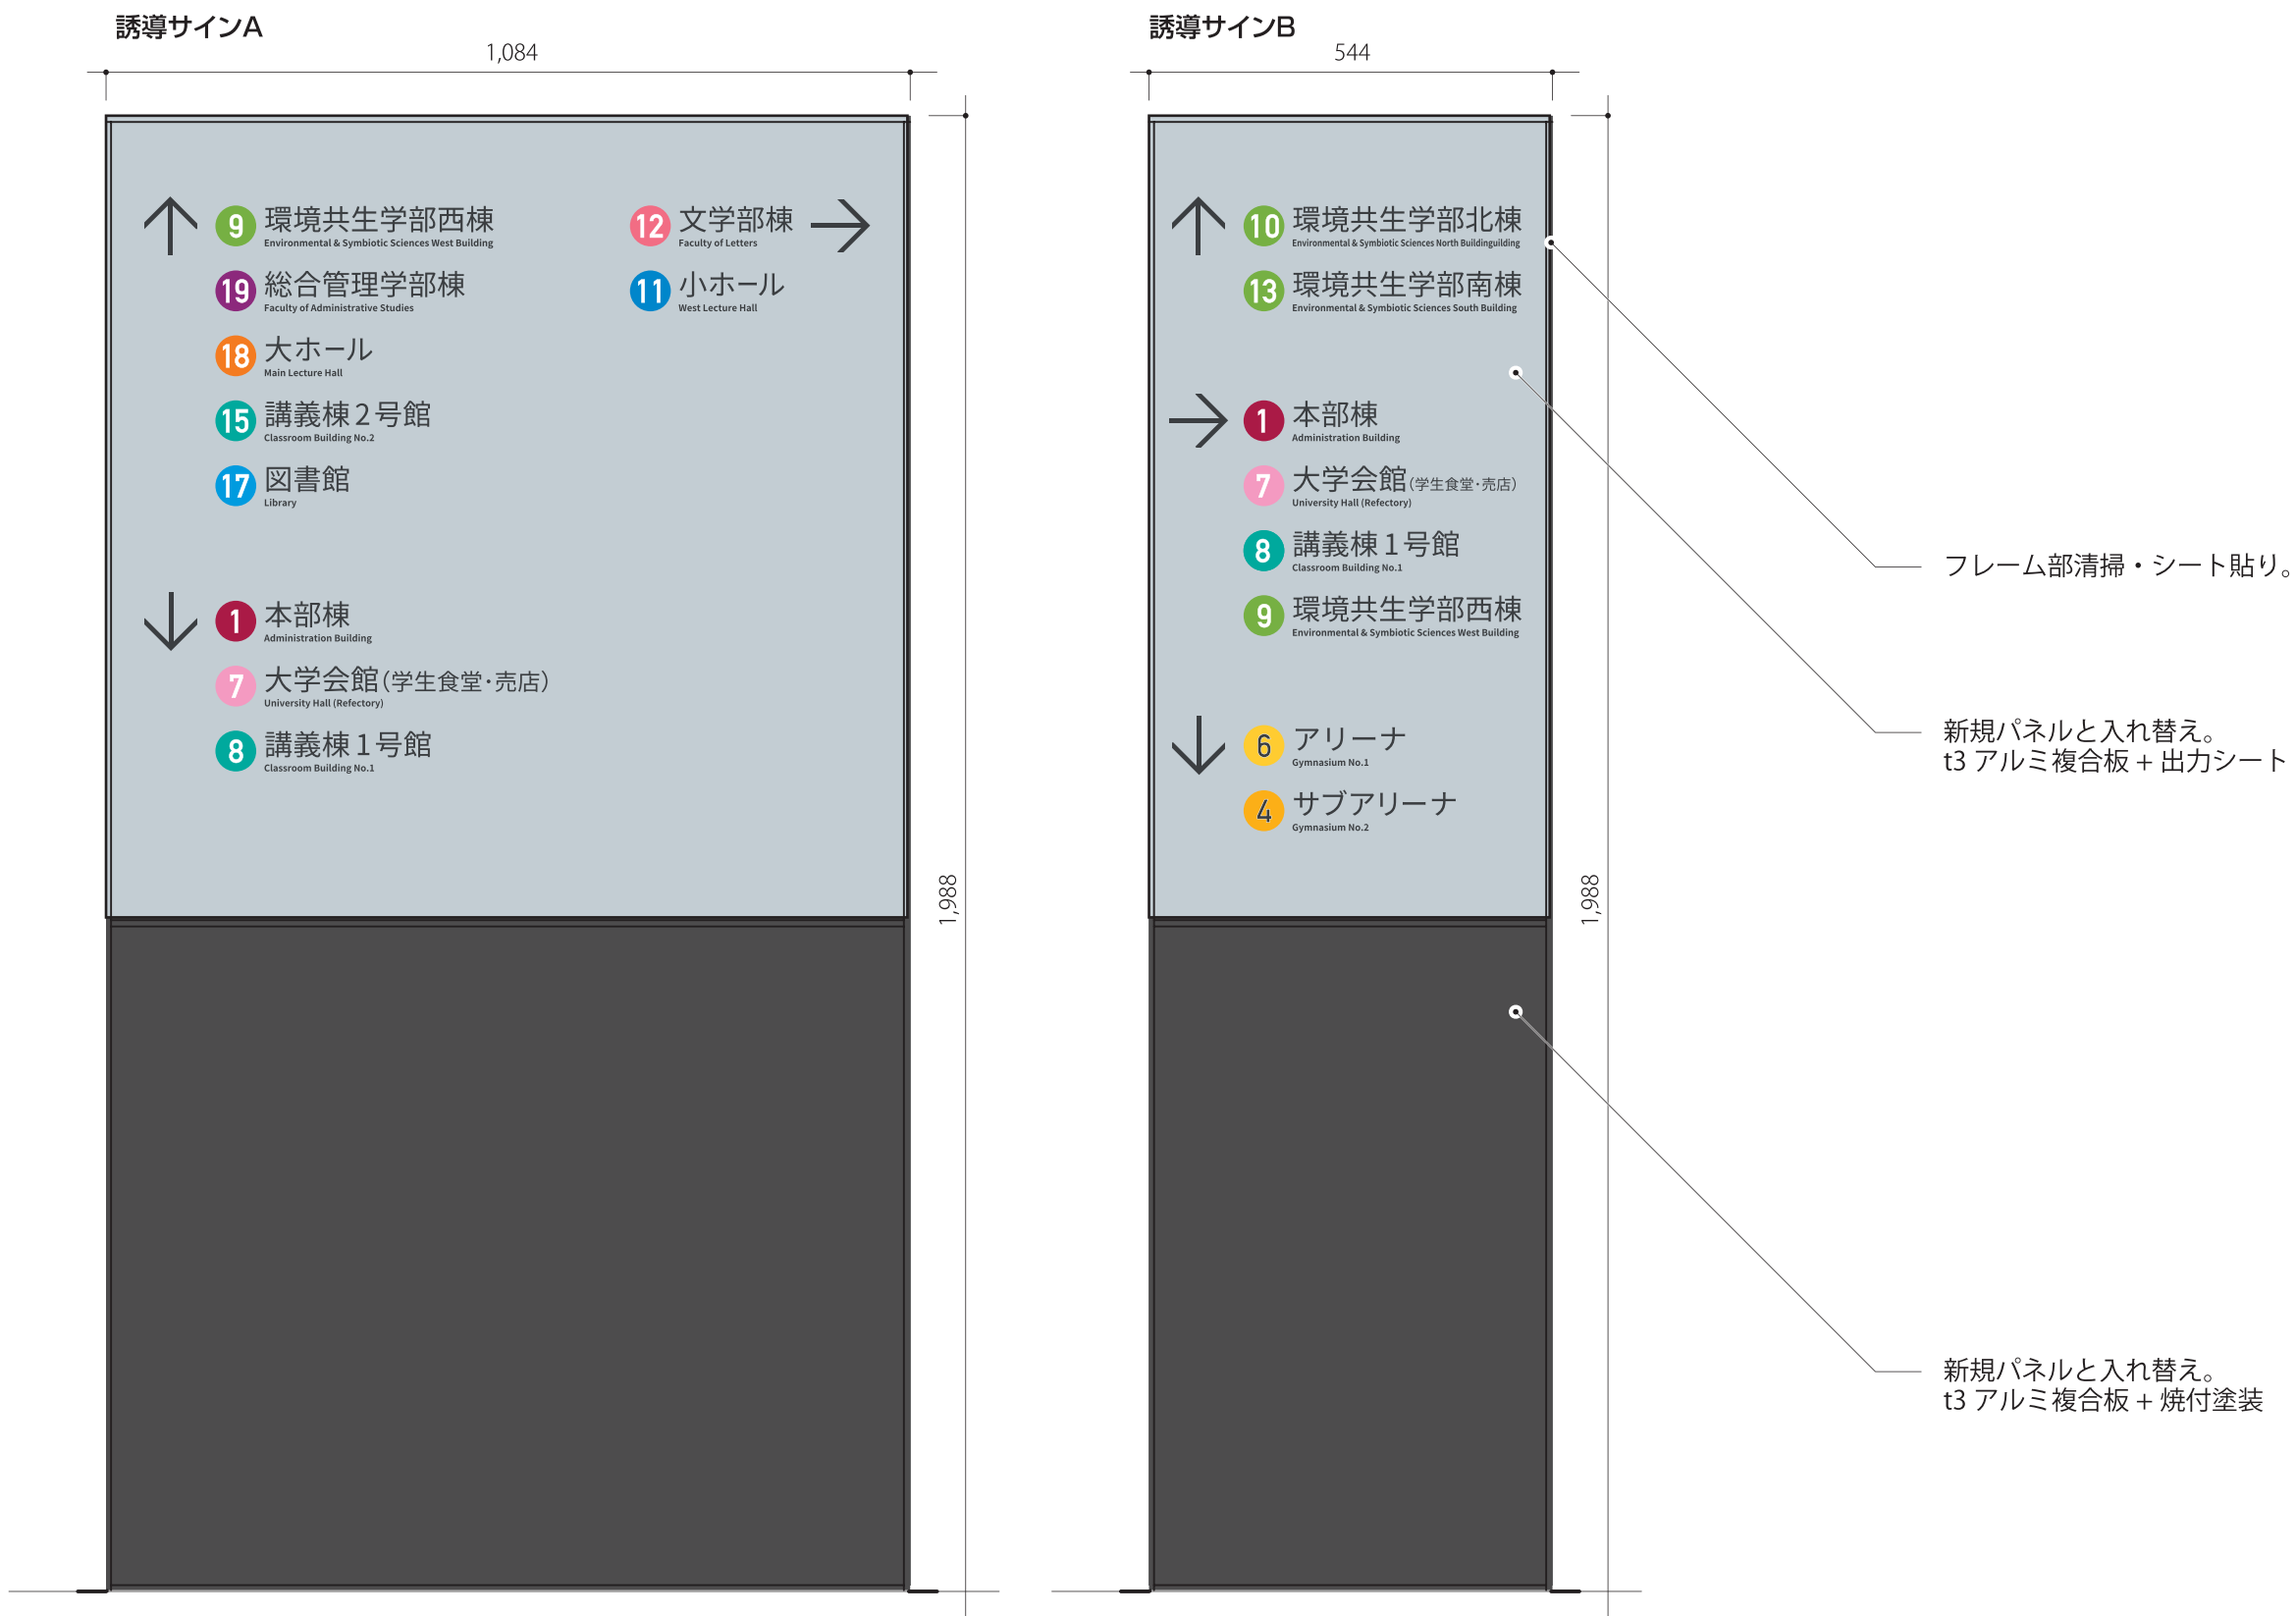 誘導サインA
1,084
9 環境共生学部西棟
Environmental & Symbiotic Sciences West Building
19 総合管理学部棟
Faculty of Administrative Studies
18 大ホール
Main Lecture Hall
15 講義棟2号館
Classroom Building No.2
17 図書館
Library
12 文学部棟
Faculty of Letters
11 小ホール
West Lecture Hall
1 本部棟
Administration Building
7 大学会館(学生食堂・売店)
University Hall (Refectory)
8 講義棟1号館
Classroom Building No.1
1,988
誘導サインB
544
10 環境共生学部北棟
Environmental & Symbiotic Sciences North Buildinguilding
13 環境共生学部南棟
Environmental & Symbiotic Sciences South Building
1 本部棟
Administration Building
7 大学会館(学生食堂・売店)
University Hall (Refectory)
8 講義棟1号館
Classroom Building No.1
9 環境共生学部西棟
Environmental & Symbiotic Sciences West Building
6 アリーナ
Gymnasium No.1
4 サブアリーナ
Gymnasium No.2
1,988
フレーム部清掃・シート貼り。
新規パネルと入れ替え。
t3 アルミ複合板 + 出力シート
新規パネルと入れ替え。
t3 アルミ複合板 + 焼付塗装